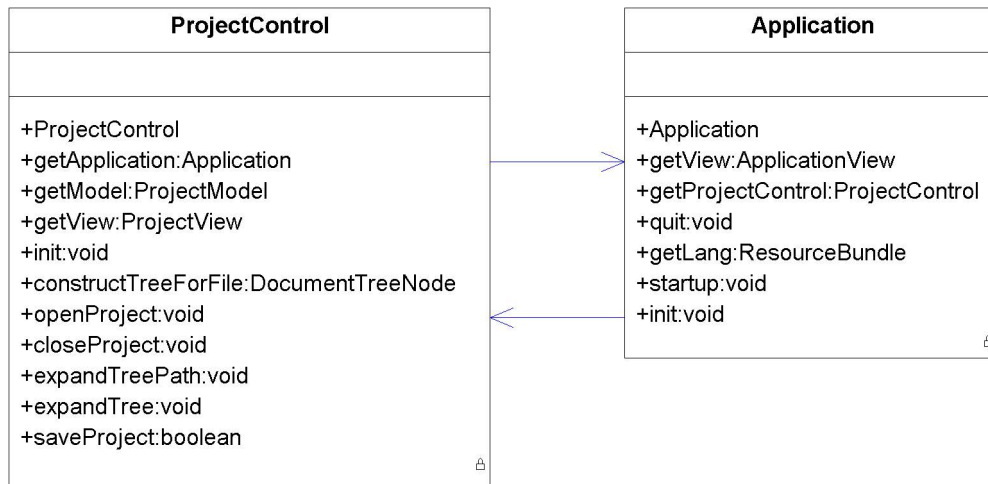 ProjectControl
+ProjectControl
+getApplication:Application
+getModel:ProjectModel
+getView:ProjectView
+init:void
+constructTreeForFile:DocumentTreeNode
+openProject:void
+closeProject:void
+expandTreePath:void
+expandTree:void
+saveProject:boolean
Application
+Application
+getView:ApplicationView
+getProjectControl:ProjectControl
+quit:void
+getLang:ResourceBundle
+startup:void
+init:void